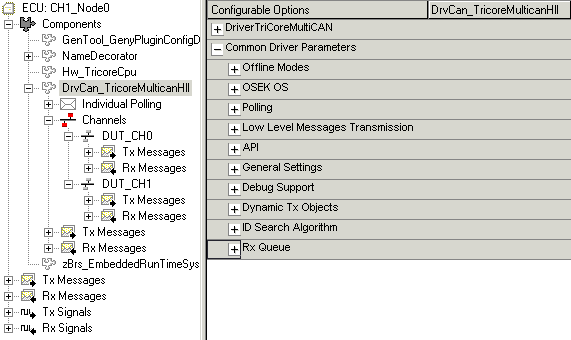 ECU: CH1_Node0
Components
GenTool_GenyPluginConfigD
NameDecorator
Hw_TricoreCpu
DrvCan_TricoreMulticanHll
Individual Polling
Channels
DUT_CH0
Tx Messages
Rx Messages
DUT_CH1
Tx Messages
Rx Messages
Tx Messages
Rx Messages
zBrs_EmbeddedRunTimeSys
Tx Messages
Rx Messages
Tx Signals
Rx Signals
Configurable Options DrvCan_TricoreMulticanHll
DriverTriCoreMultiCAN
Common Driver Parameters
Offline Modes
OSEK OS
Polling
Low Level Messages Transmission
API
General Settings
Debug Support
Dynamic Tx Objects
ID Search Algorithm
Rx Queue